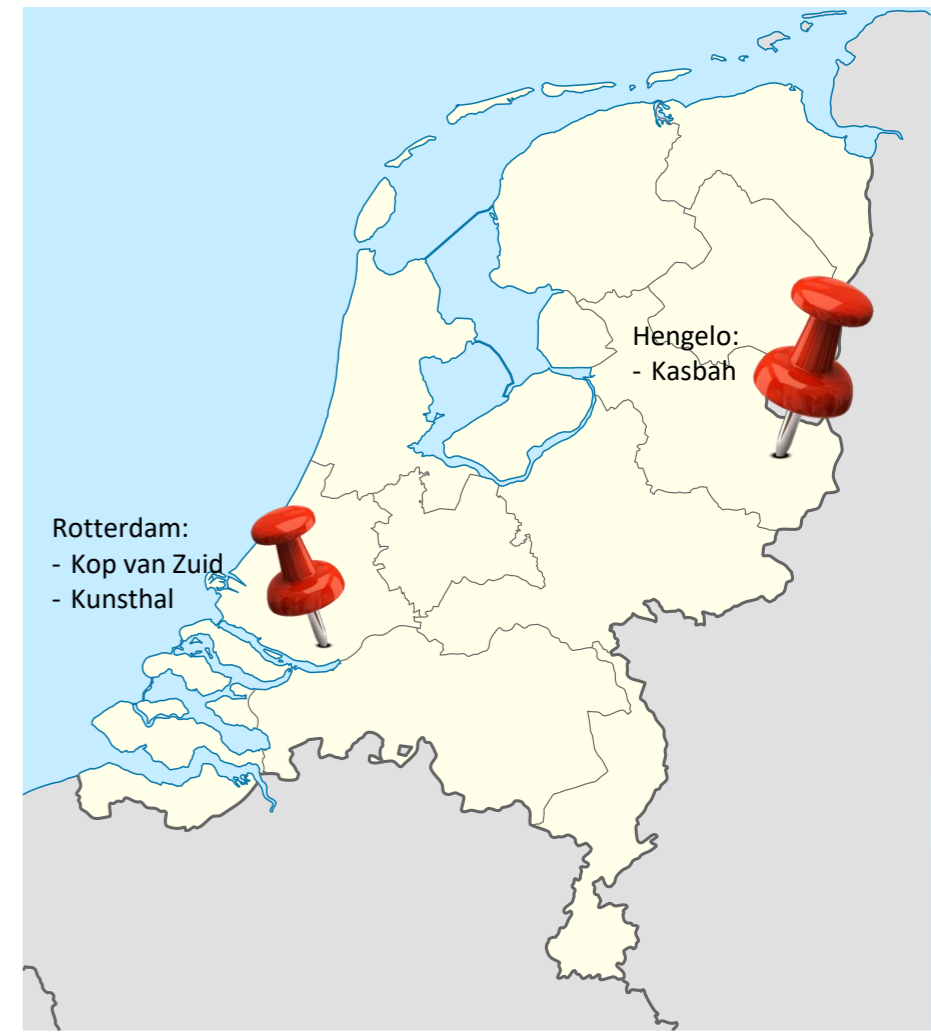 Hengelo:
- Kasbah
Rotterdam:
- Kop van Zuid
- Kunsthal